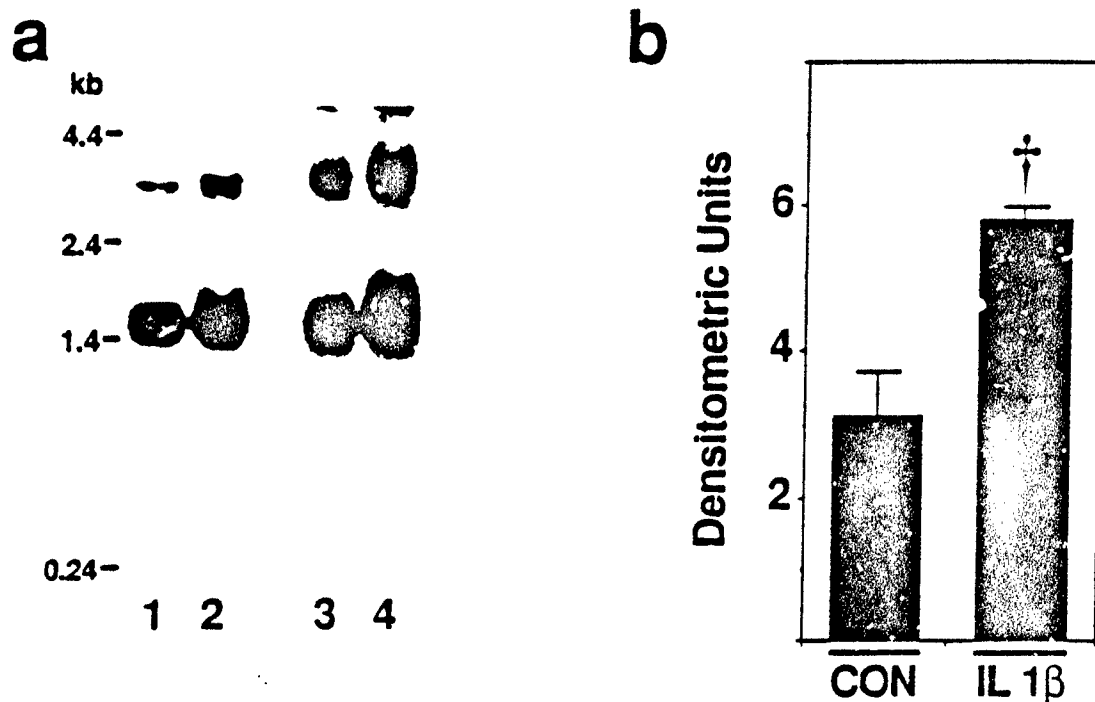 a
kb
4.4
2.4
1.4
0.24
1 2 3 4
b
Densitometric Units
†
6
4
2
CON IL 1β